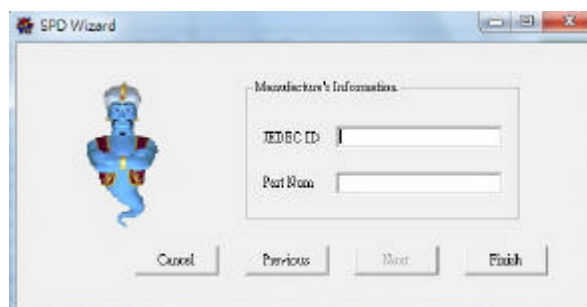 SPD Wizard
Manufacture's Information
JEDEC ID
Part Num
Cancel
Previous
Next
Finish